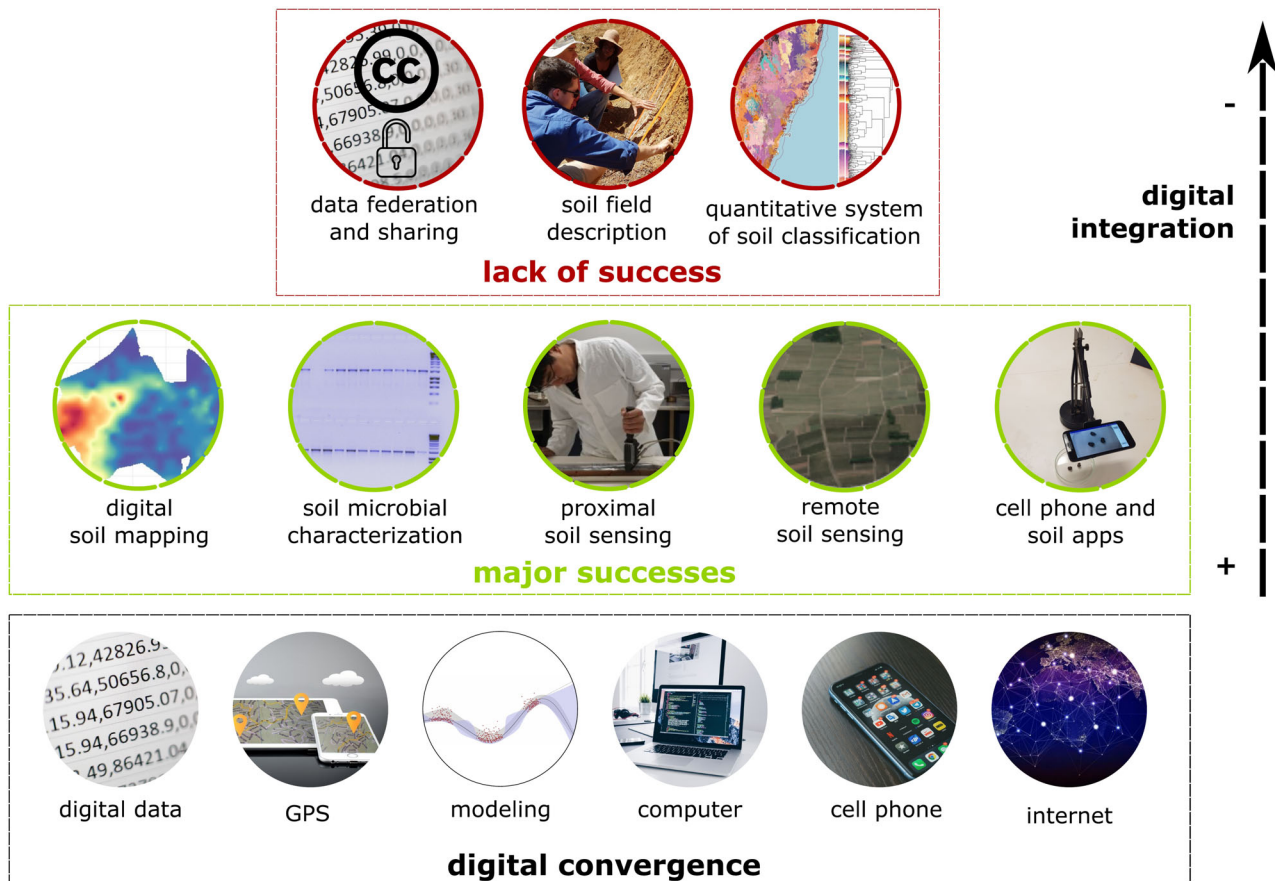 cc
data federation
and sharing
soil field
description
quantitative system
of soil classification
lack of success
-
digital
integration
digital
soil mapping
soil microbial
characterization
proximal
soil sensing
remote
soil sensing
cell phone and
soil apps
major successes
+
digital data
GPS
modeling
computer
cell phone
internet
digital convergence